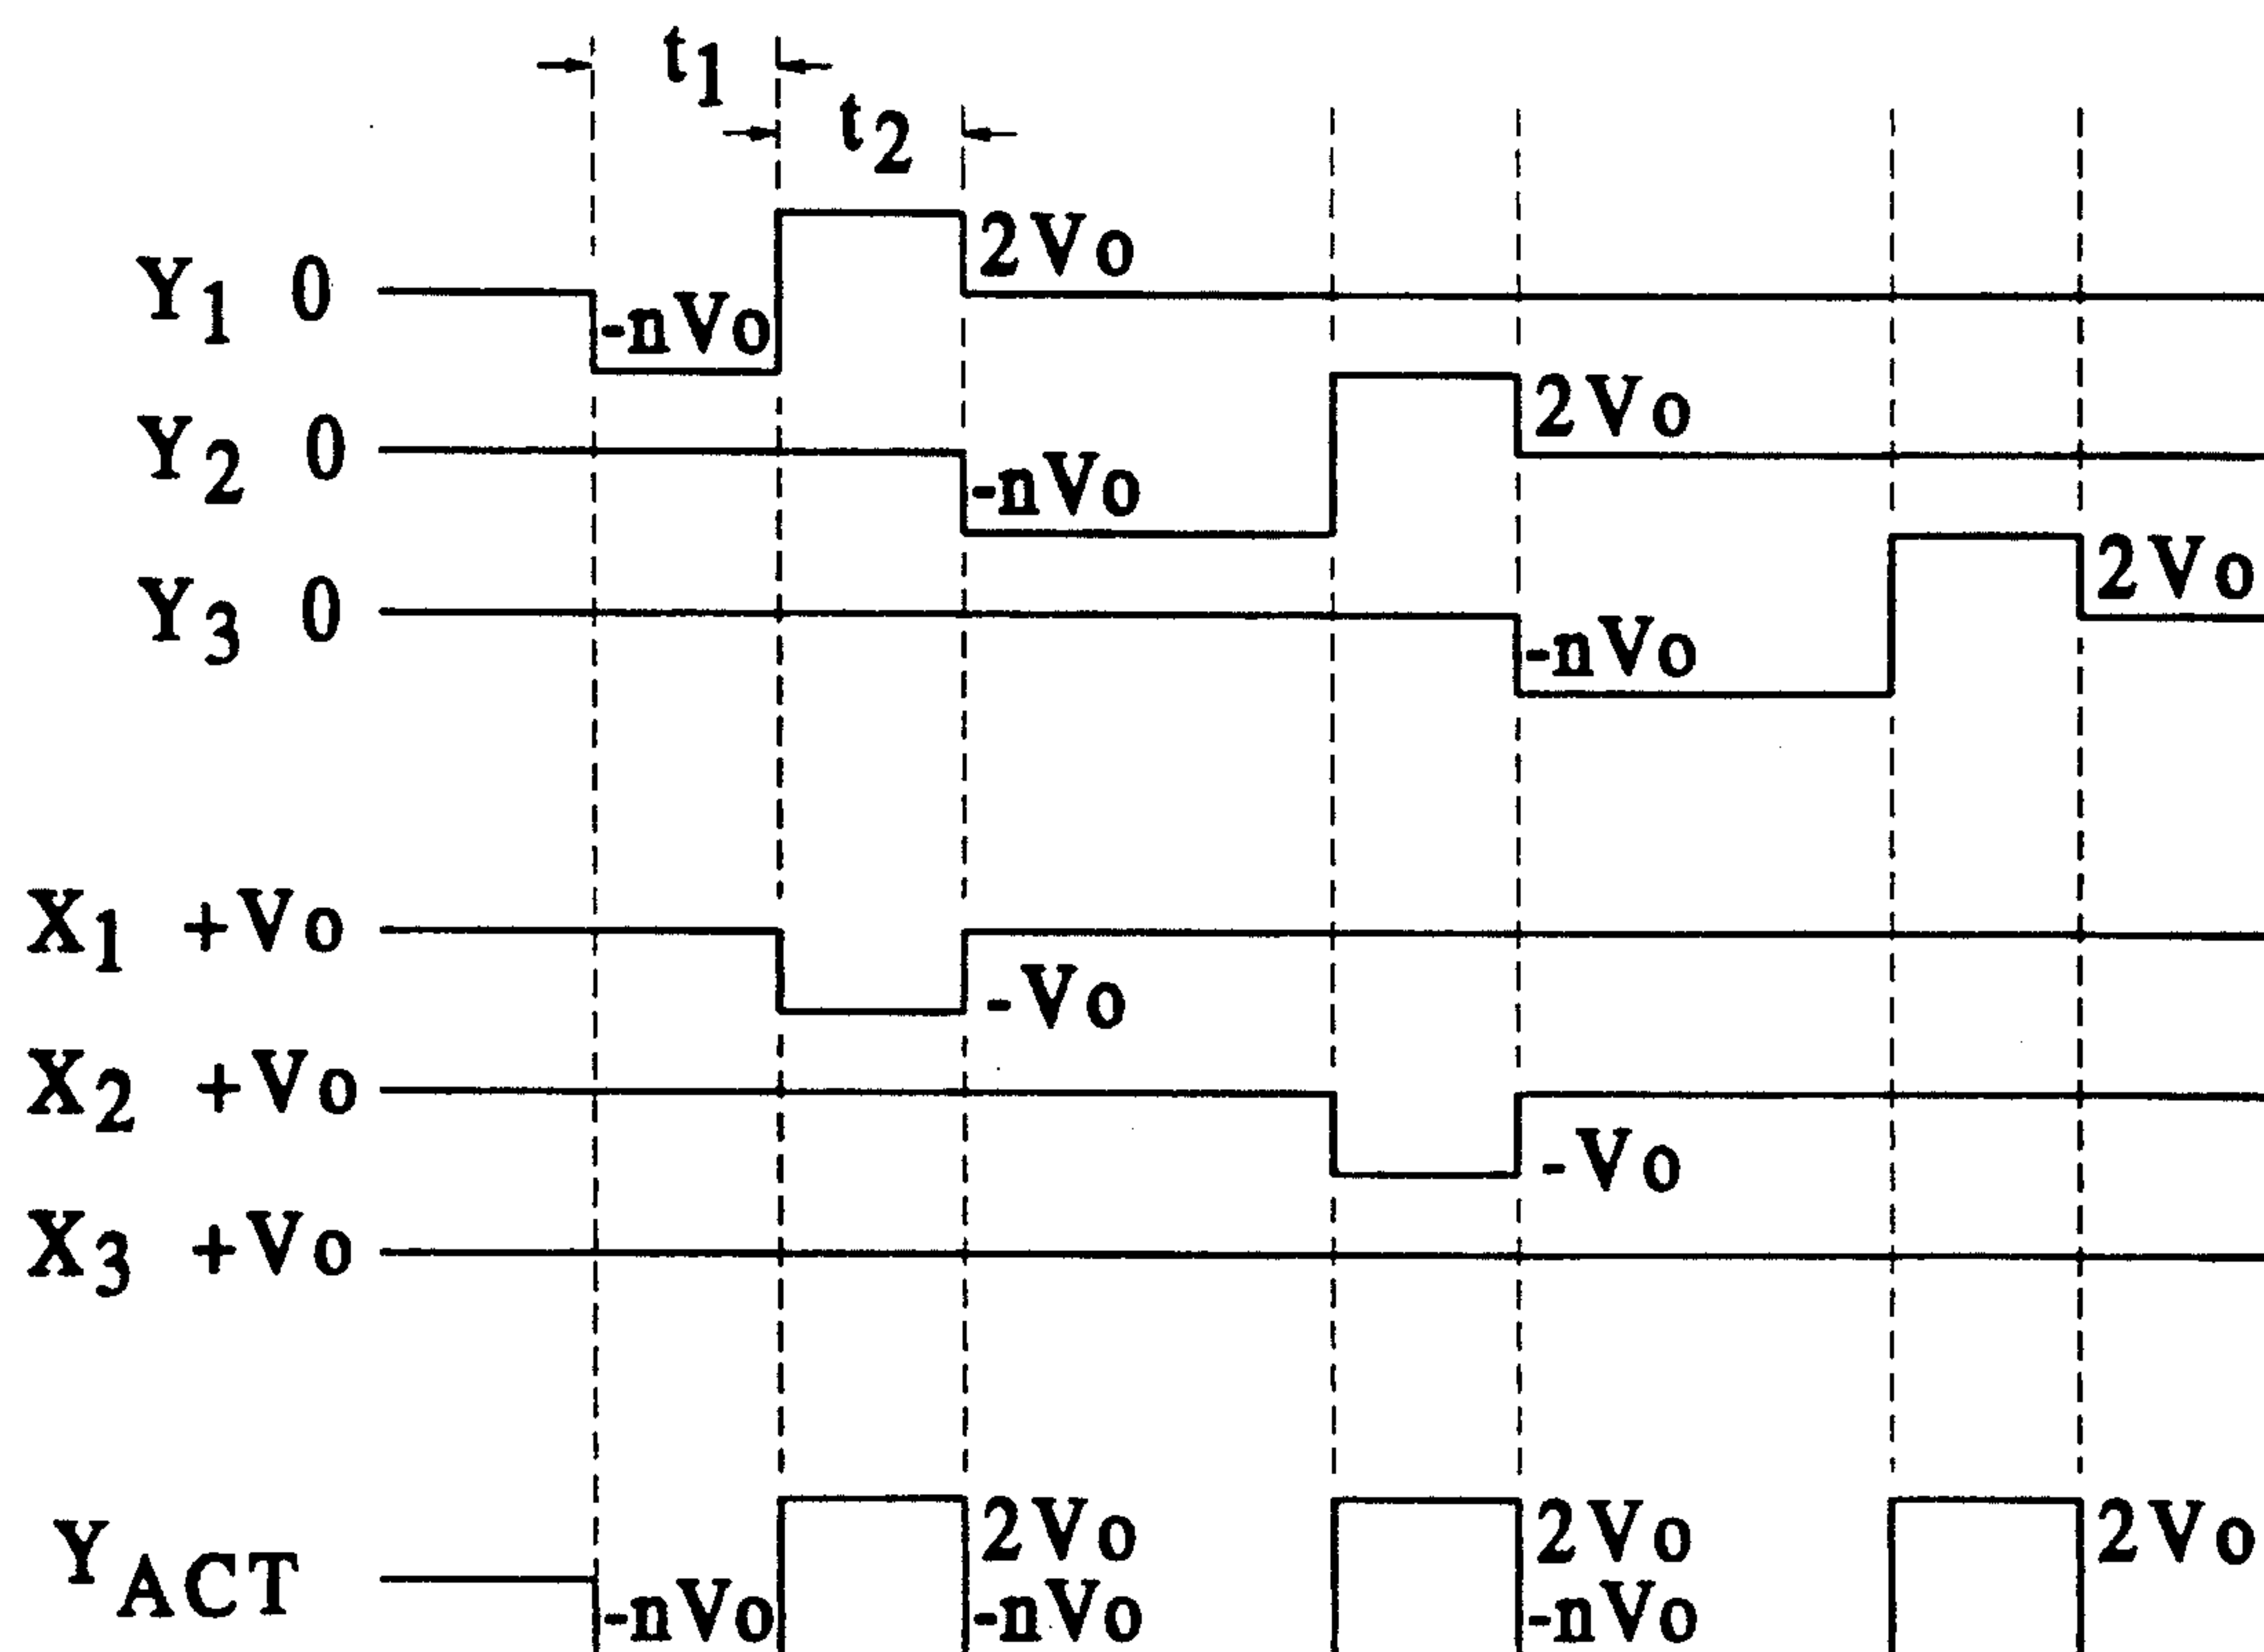 t1
t2
Y1 0 -nVo 2Vo
Y2 0 -nVo 2Vo
Y3 0 -nVo 2Vo
X1 +Vo -Vo
X2 +Vo -Vo
X3 +Vo
YACT -nVo 2Vo -nVo 2Vo -nVo 2Vo